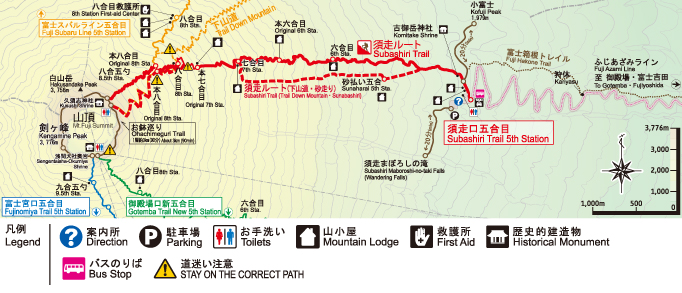 八合目救護所
8th Station First-aid Center
八合目
8th Sta.
下山道
Trail Down Mountain
富士スバルライン五合目
Fuji Subaru Line 5th Station
本八合目
Original 8th Sta.
八合五勺
8.5th Sta.
白山岳
Hakusandake Peak
3,756m
久須志神社
Kusushi Shrine
山頂
Mt.Fuji Summit
剣ヶ峰
Kengamine Peak
3,776m
お鉢巡り
Ohachimeguri Trail
浅間大社奥宮
Sengentaisha-Okumiya
Shrine
九合五勺
9.5th Sta.
富士宮口五合目
Fujinomiya Trail 5th Station
八合目
8th Sta.
御殿場口新五合目
Gotemba Trail New 5th Station
六合目
6th Sta.
本八合目
Original 8th Sta.
八合目
8th Sta.
本七合目
Original 7th Sta.
七合目
7th Sta.
本六合目
Original 6th Sta.
六合目
6th Sta.
須走ルート
Subashiri Trail
須走ルート(下山道・砂走り)
Subashiri Trail (Trail Down Mountain・Sunabashiri)
砂払い五合
Sunaharai 5th Sta.
古御岳神社
Komitake Shrine
小富士
Kofuji Peak
1,979m
富士箱根トレイル
Fuji Hakone Trail
狩休
Kariyasu
ふじあざみライン
Fuji Azami Line
至 御殿場・富士吉田
To Gotemba・Fujiyoshida
須走口五合目
Subashiri Trail 5th Station
須走まぼろしの滝
Subashiri Maboroshi-no-taki Falls
(Wandering Falls)
3,776m
3,000
2,000
1,000
1,000m
500
0
凡例
Legend
案内所
Direction
駐車場
Parking
お手洗い
Toilets
山小屋
Mountain Lodge
救護所
First Aid
歴史的建造物
Historical Monument
バスのりば
Bus Stop
道迷い注意
STAY ON THE CORRECT PATH